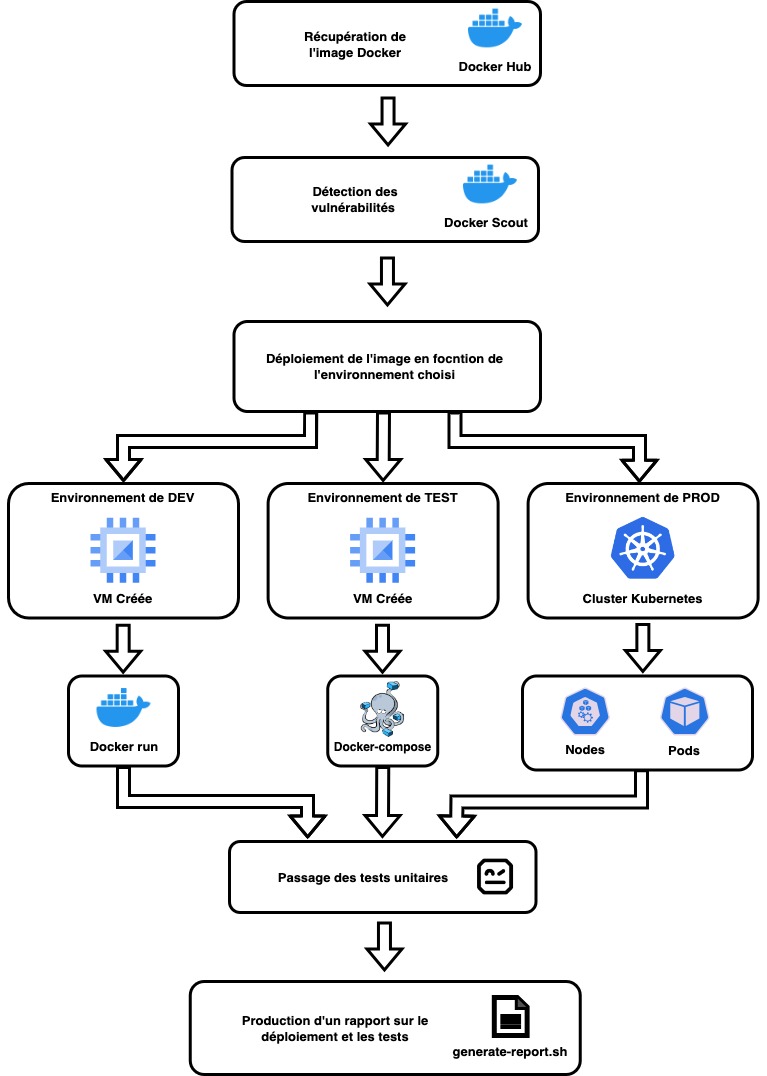 Récupération de
l'image Docker
Docker Hub
Détection des
vulnérabilités
Docker Scout
Déploiement de l'image en focntion de
l'environnement choisi
Environnement de DEV
VM Créée
Environnement de TEST
VM Créée
Environnement de PROD
Cluster Kubernetes
Docker run
Docker-compose
Nodes
Pods
Passage des tests unitaires
Production d'un rapport sur le
déploiement et les tests
generate-report.sh